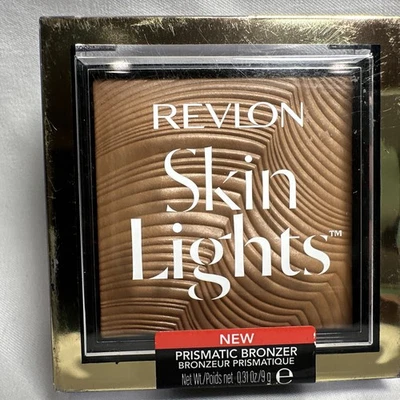 REVLON
Skin
Lights™
NEW
PRISMATIC BRONZER
BRONZEUR PRISMATIQUE
Net Wt/Poids net 0.31 Oz/9 g ℮